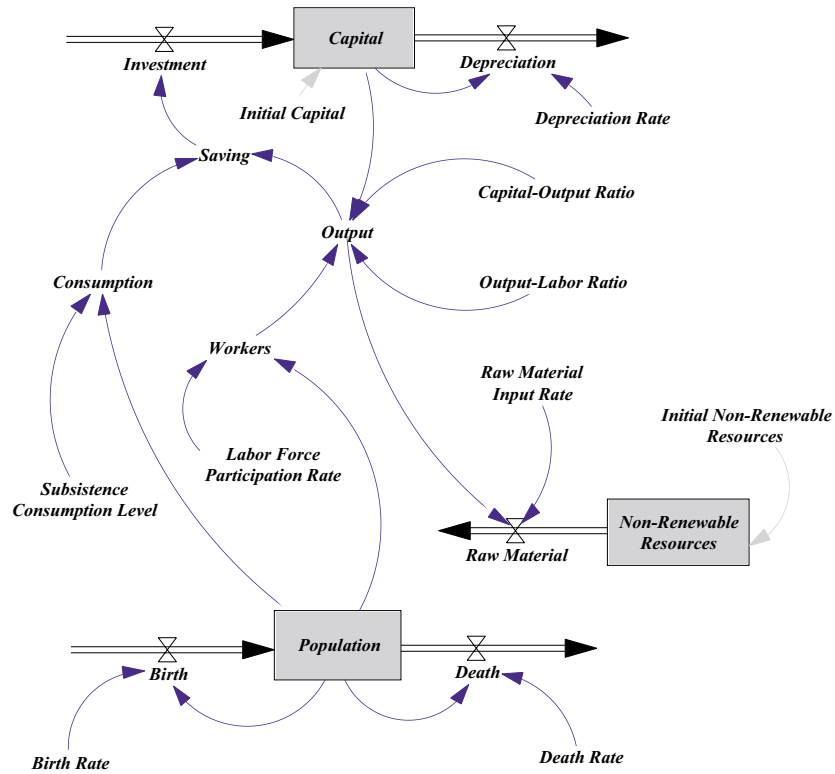 Capital
Investment
Depreciation
Initial Capital
Depreciation Rate
Saving
Capital-Output Ratio
Output
Consumption
Output-Labor Ratio
Workers
Raw Material
Input Rate
Initial Non-Renewable
Resources
Labor Force
Participation Rate
Subsistence
Consumption Level
Non-Renewable
Resources
Raw Material
Population
Birth
Death
Birth Rate
Death Rate